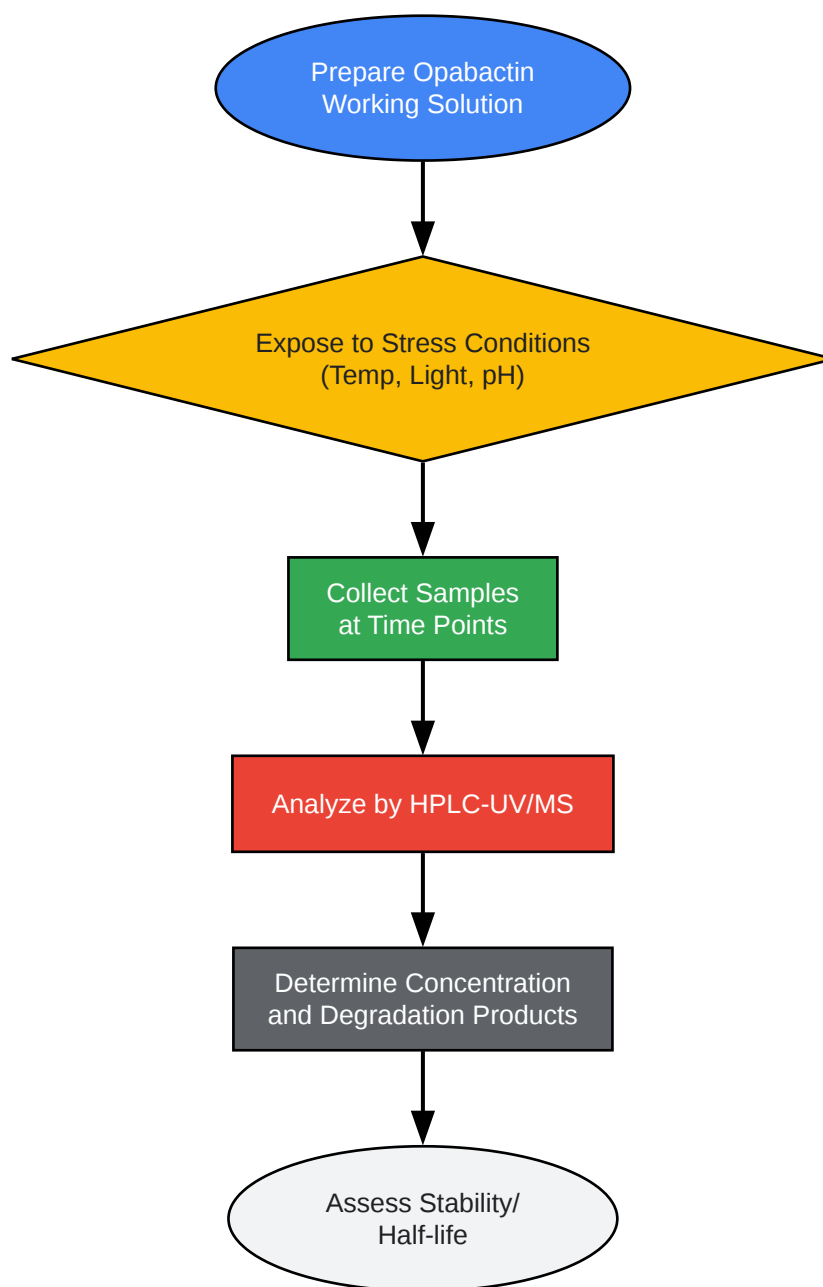 Prepare Opabactin
Working Solution
Expose to Stress Conditions
(Temp, Light, pH)
Collect Samples
at Time Points
Analyze by HPLC-UV/MS
Determine Concentration
and Degradation Products
Assess Stability/
Half-life